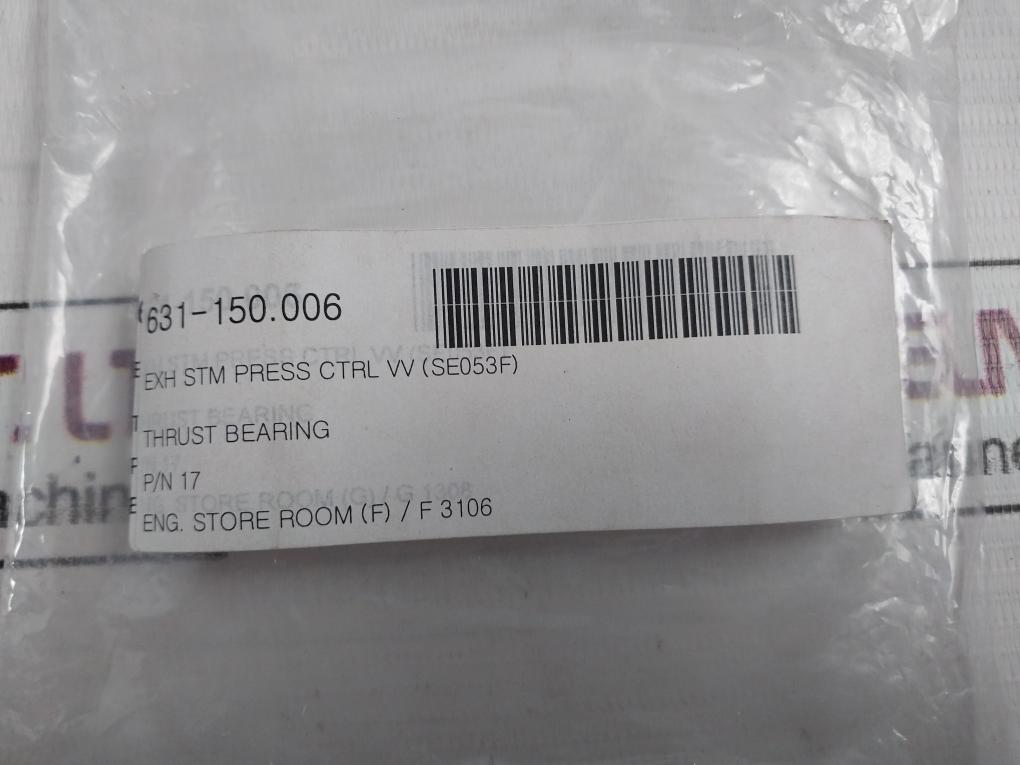 631-150.006
EXH STM PRESS CTRL VV (SE053F)
THRUST BEARING
P/N 17
ENG. STORE ROOM (F) / F 3106